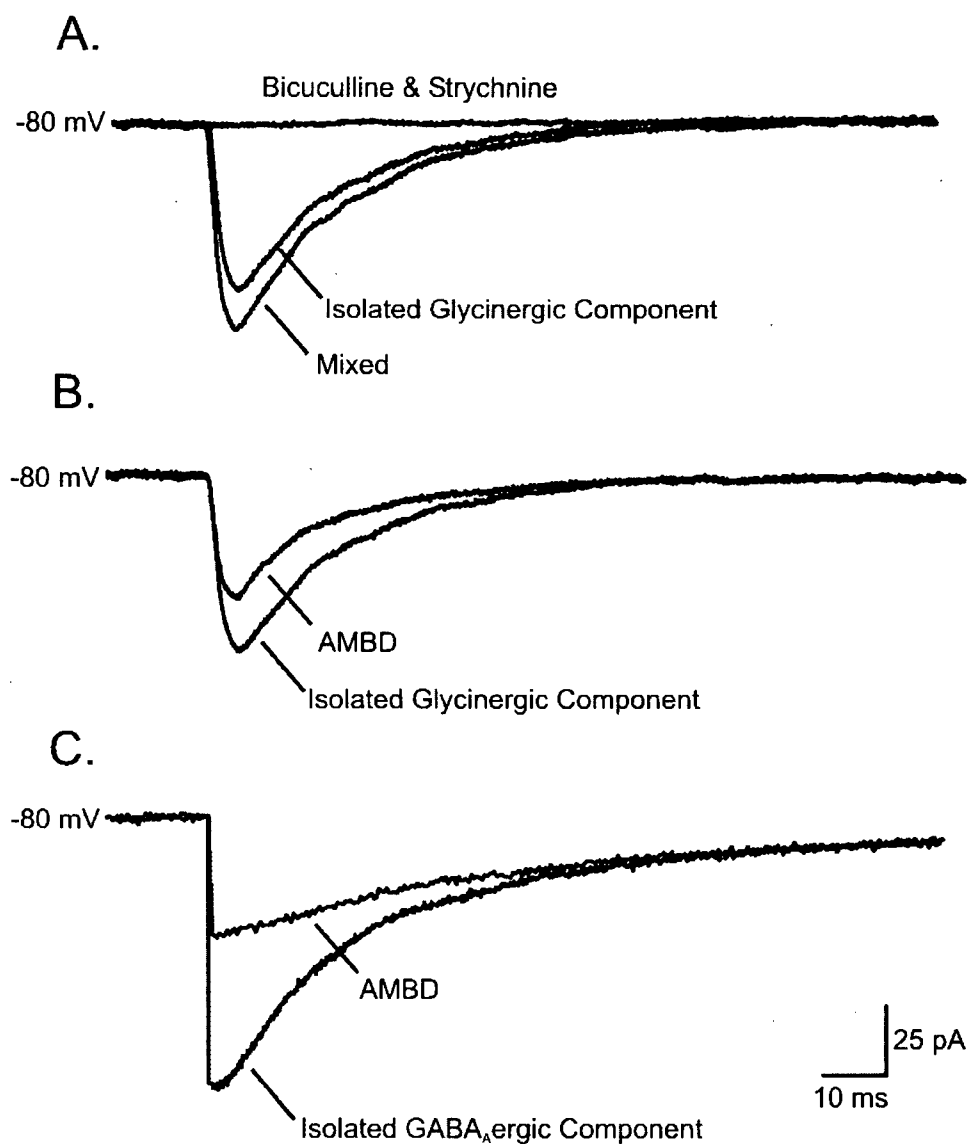 A.
Bicuculline & Strychnine
-80 mV
Isolated Glycinergic Component
Mixed
B.
-80 mV
AMBD
Isolated Glycinergic Component
C.
-80 mV
AMBD
25 pA
10 ms
Isolated GABAAergic Component